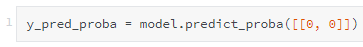 1 y_pred_proba = model.predict_proba([[0, 0]])